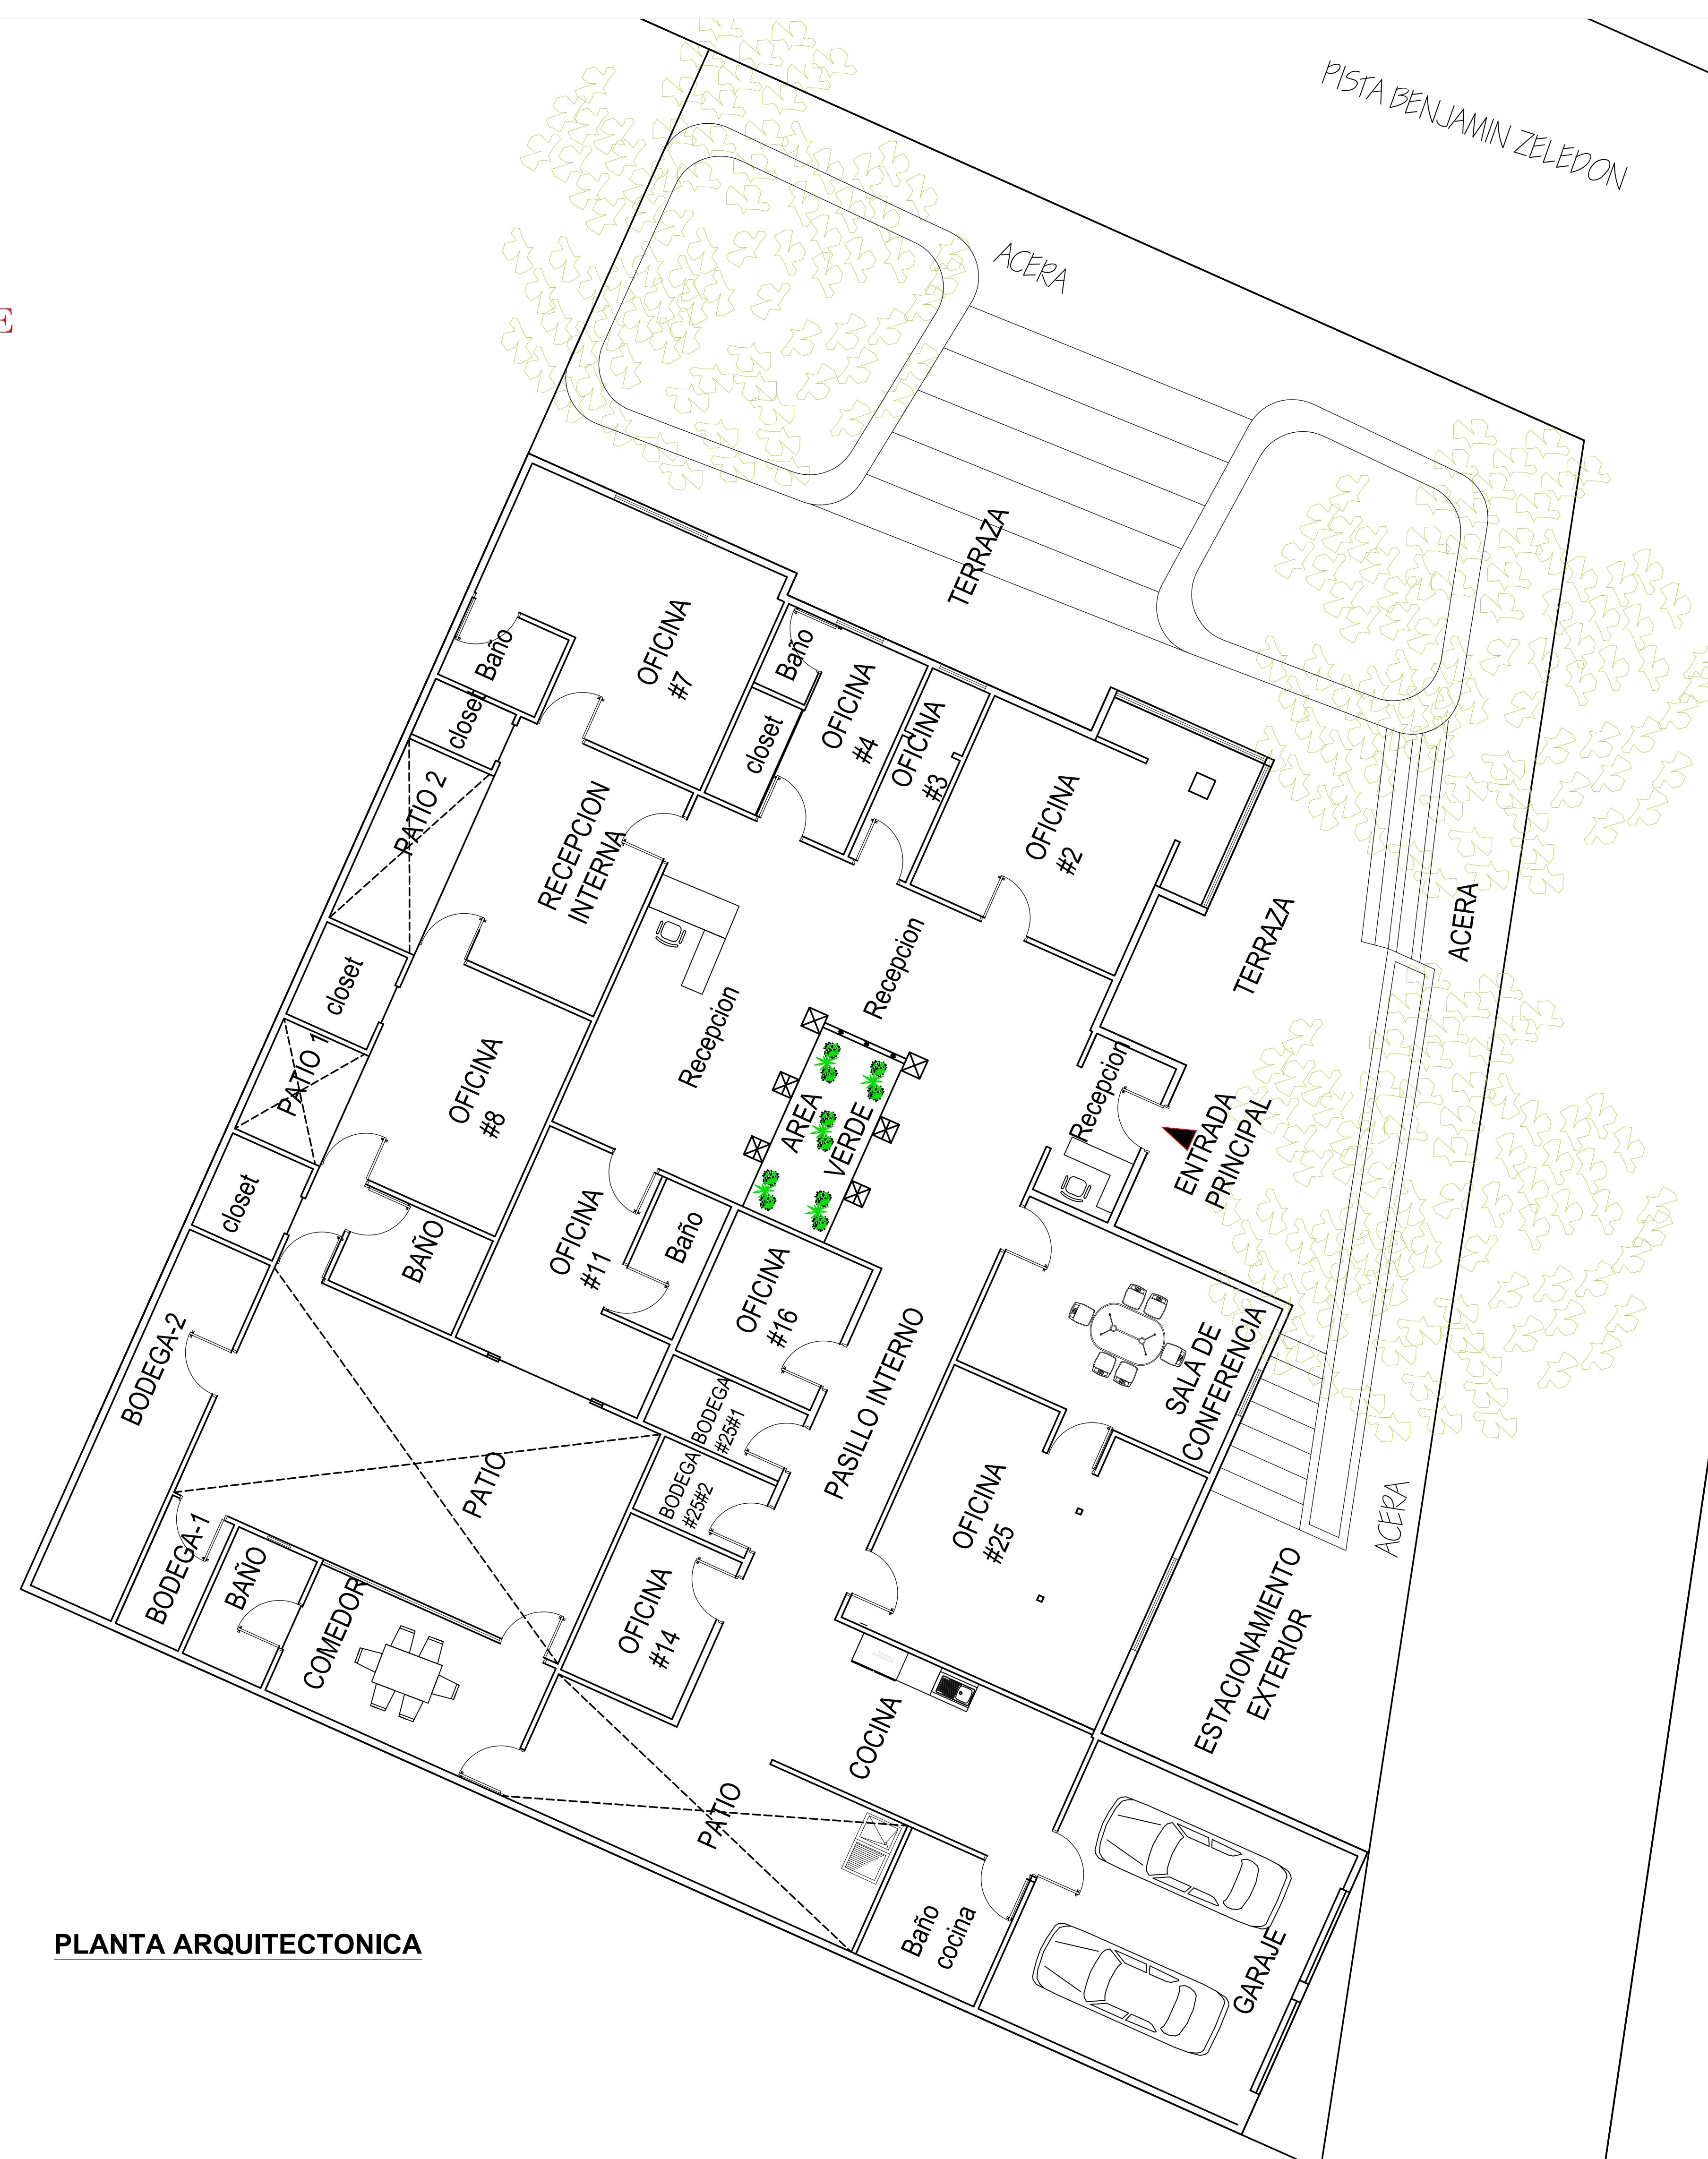 PISTA BENJAMIN ZELEDON
ACERA
E
TERRAZA
OFICINA
#7
Baño
closet
Baño
closet
OFICINA
#4
OFICINA
#3
OFICINA
#2
PATIO 2
RECEPCION
INTERNA
TERRAZA
ACERA
Recepcion
Recepcion
closet
PATIO 1
OFICINA
#8
AREA
VERDE
Recepcion
ENTRADA
PRINCIPAL
closet
BAÑO
OFICINA
#11
Baño
OFICINA
#16
PASILLO INTERNO
SALA DE
CONFERENCIA
BODEGA-2
BODEGA
#25#1
BODEGA
#25#2
PATIO
OFICINA
#25
ACERA
BODEGA-1
BAÑO
COMEDOR
OFICINA
#14
ESTACIONAMIENTO
EXTERIOR
COCINA
PATIO
Baño
cocina
GARAJE
PLANTA ARQUITECTONICA